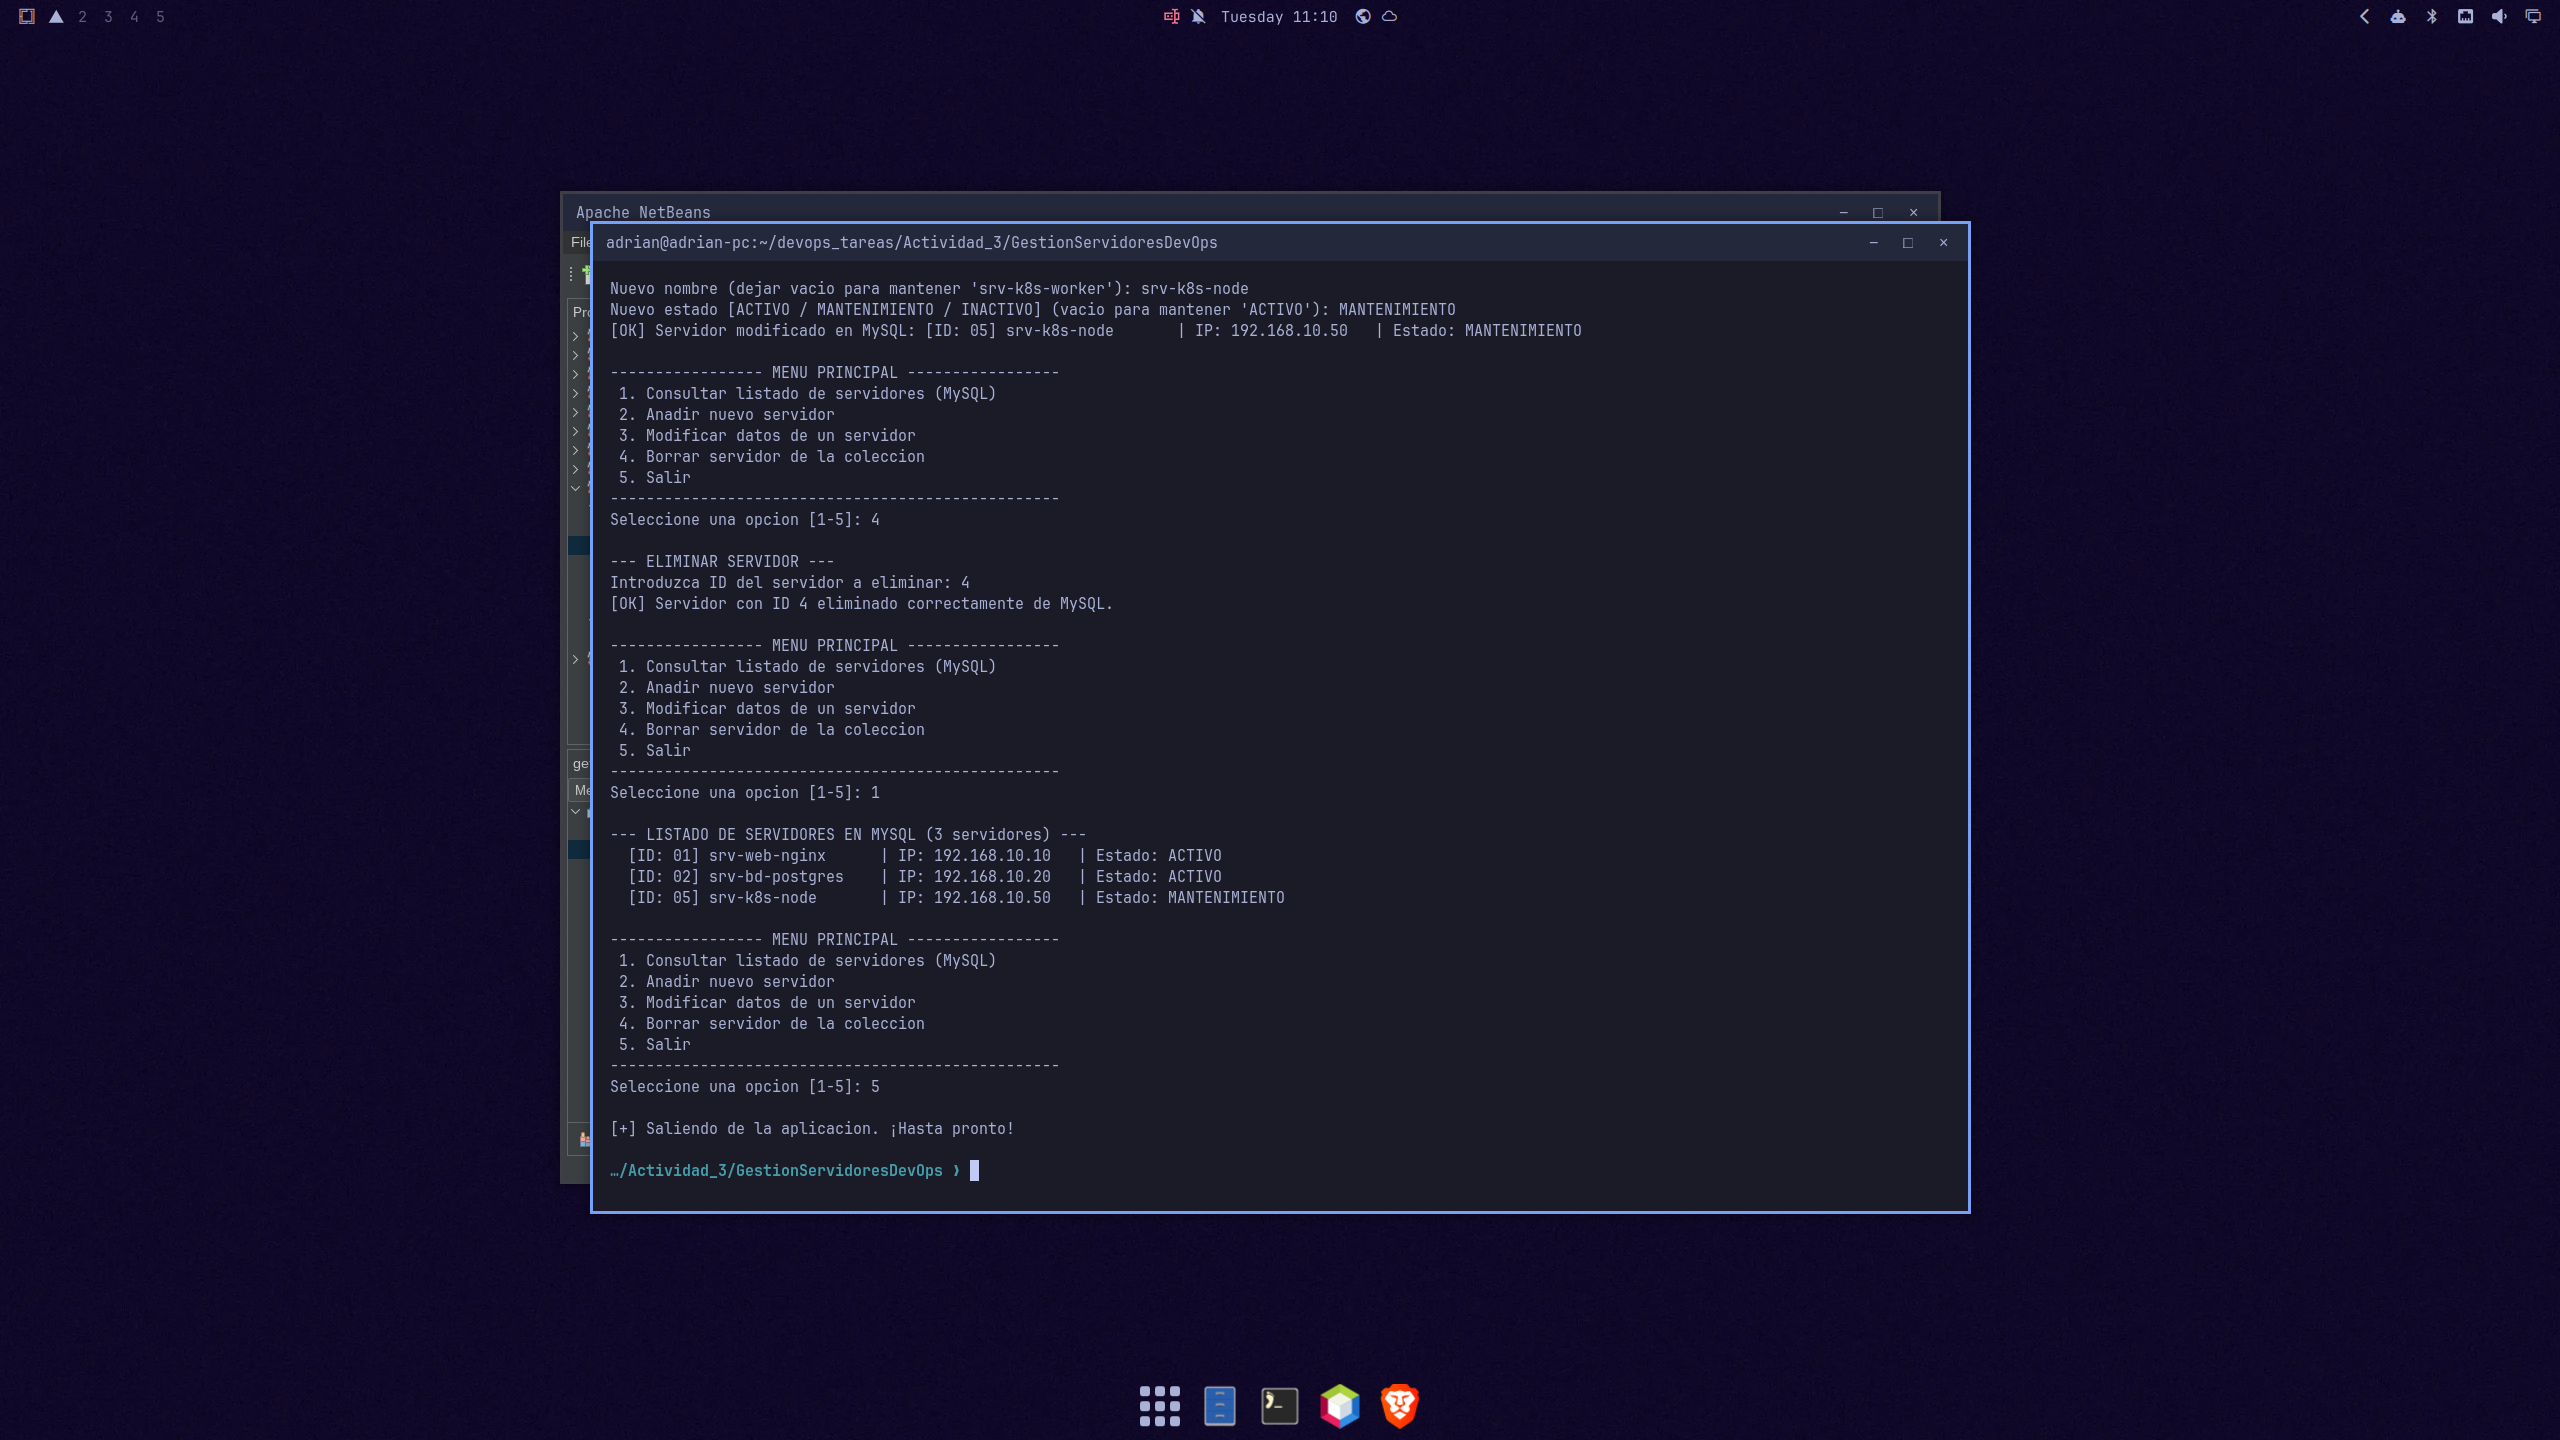 2 3 4 5
Tuesday 11:10
Apache NetBeans
File
adrian@adrian-pc:~/devops_tareas/Actividad_3/GestionServidoresDevOps
Nuevo nombre (dejar vacio para mantener 'srv-k8s-worker'): srv-k8s-node
Nuevo estado [ACTIVO / MANTENIMIENTO / INACTIVO] (vacio para mantener 'ACTIVO'): MANTENIMIENTO
[OK] Servidor modificado en MySQL: [ID: 05] srv-k8s-node       | IP: 192.168.10.50   | Estado: MANTENIMIENTO
----------------- MENU PRINCIPAL -----------------
1. Consultar listado de servidores (MySQL)
2. Anadir nuevo servidor
3. Modificar datos de un servidor
4. Borrar servidor de la coleccion
5. Salir
--------------------------------------------------
Seleccione una opcion [1-5]: 4
--- ELIMINAR SERVIDOR ---
Introduzca ID del servidor a eliminar: 4
[OK] Servidor con ID 4 eliminado correctamente de MySQL.
----------------- MENU PRINCIPAL -----------------
1. Consultar listado de servidores (MySQL)
2. Anadir nuevo servidor
3. Modificar datos de un servidor
4. Borrar servidor de la coleccion
5. Salir
--------------------------------------------------
Seleccione una opcion [1-5]: 1
--- LISTADO DE SERVIDORES EN MYSQL (3 servidores) ---
[ID: 01] srv-web-nginx      | IP: 192.168.10.10   | Estado: ACTIVO
[ID: 02] srv-bd-postgres    | IP: 192.168.10.20   | Estado: ACTIVO
[ID: 05] srv-k8s-node       | IP: 192.168.10.50   | Estado: MANTENIMIENTO
----------------- MENU PRINCIPAL -----------------
1. Consultar listado de servidores (MySQL)
2. Anadir nuevo servidor
3. Modificar datos de un servidor
4. Borrar servidor de la coleccion
5. Salir
--------------------------------------------------
Seleccione una opcion [1-5]: 5
[+] Saliendo de la aplicacion. ¡Hasta pronto!
…/Actividad_3/GestionServidoresDevOps ❯